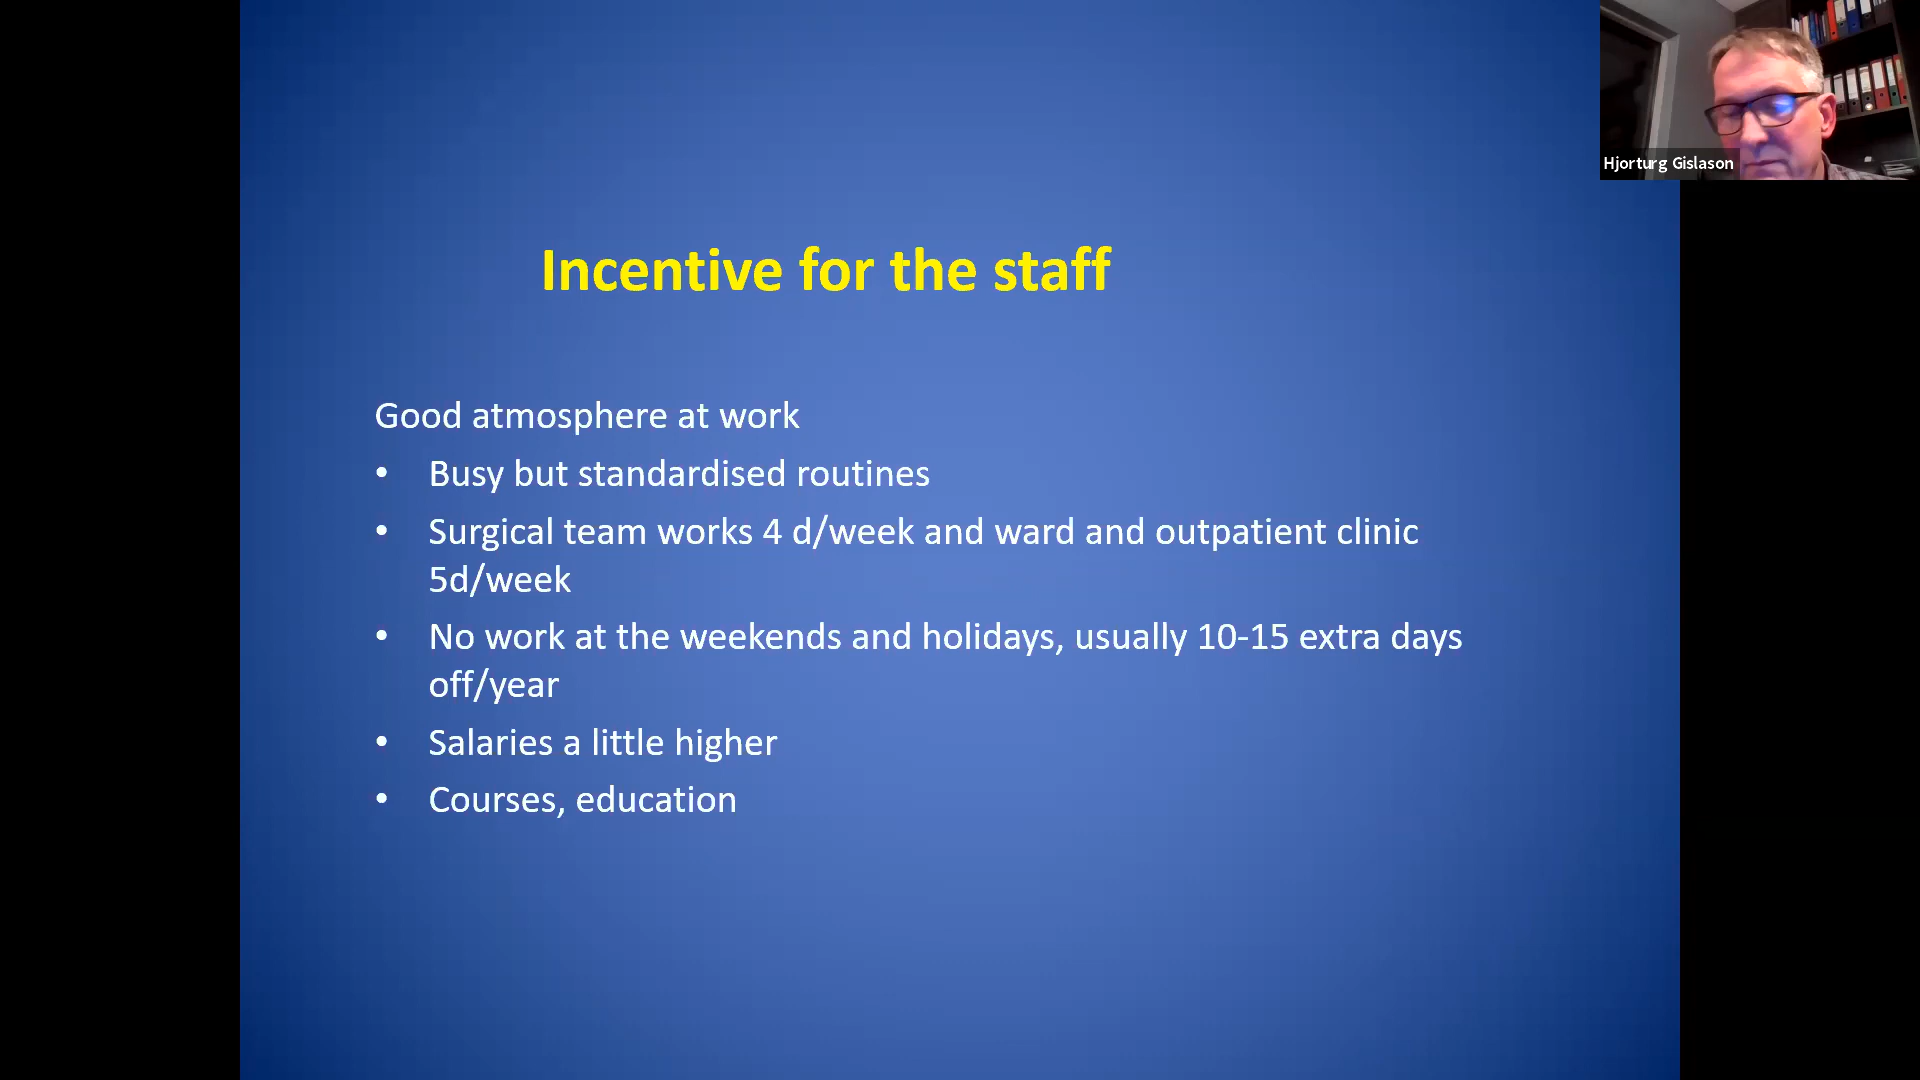 Hjorturg Gislason
Incentive for the staff
Good atmosphere at work
• Busy but standardised routines
• Surgical team works 4 d/week and ward and outpatient clinic
5d/week
• No work at the weekends and holidays, usually 10-15 extra days
off/year
• Salaries a little higher
• Courses, education